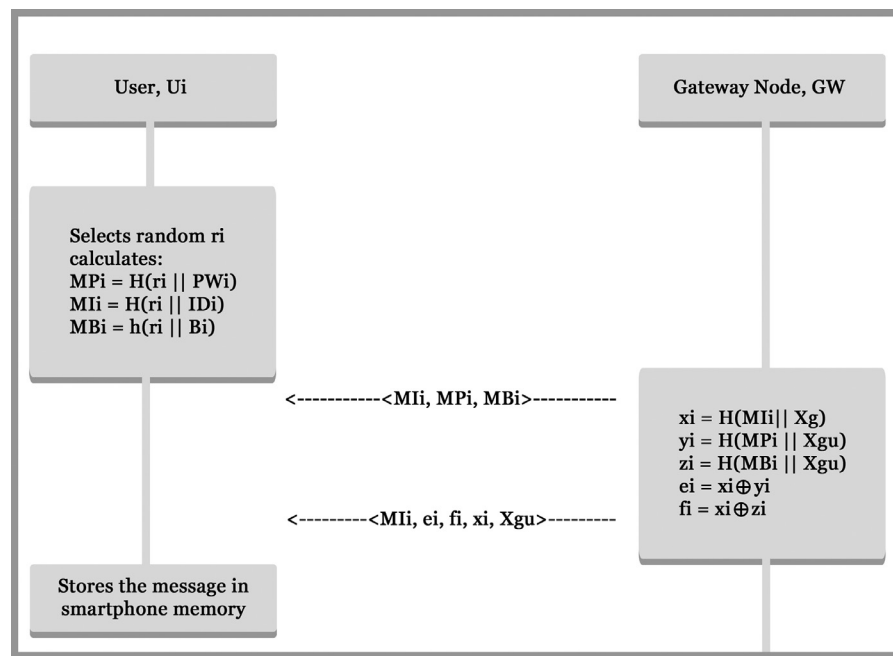 User, Ui
Gateway Node, GW
Selects random ri
calculates:
MPi = H(ri || PWi)
MIi = H(ri || IDi)
MBi = h(ri || Bi)
<-----------<MIi, MPi, MBi>-----------
xi = H(MIi|| Xg)
yi = H(MPi || Xgu)
zi = H(MBi || Xgu)
ei = xi⊕yi
fi = xi⊕zi
<---------<MIi, ei, fi, xi, Xgu>---------
Stores the message in
smartphone memory